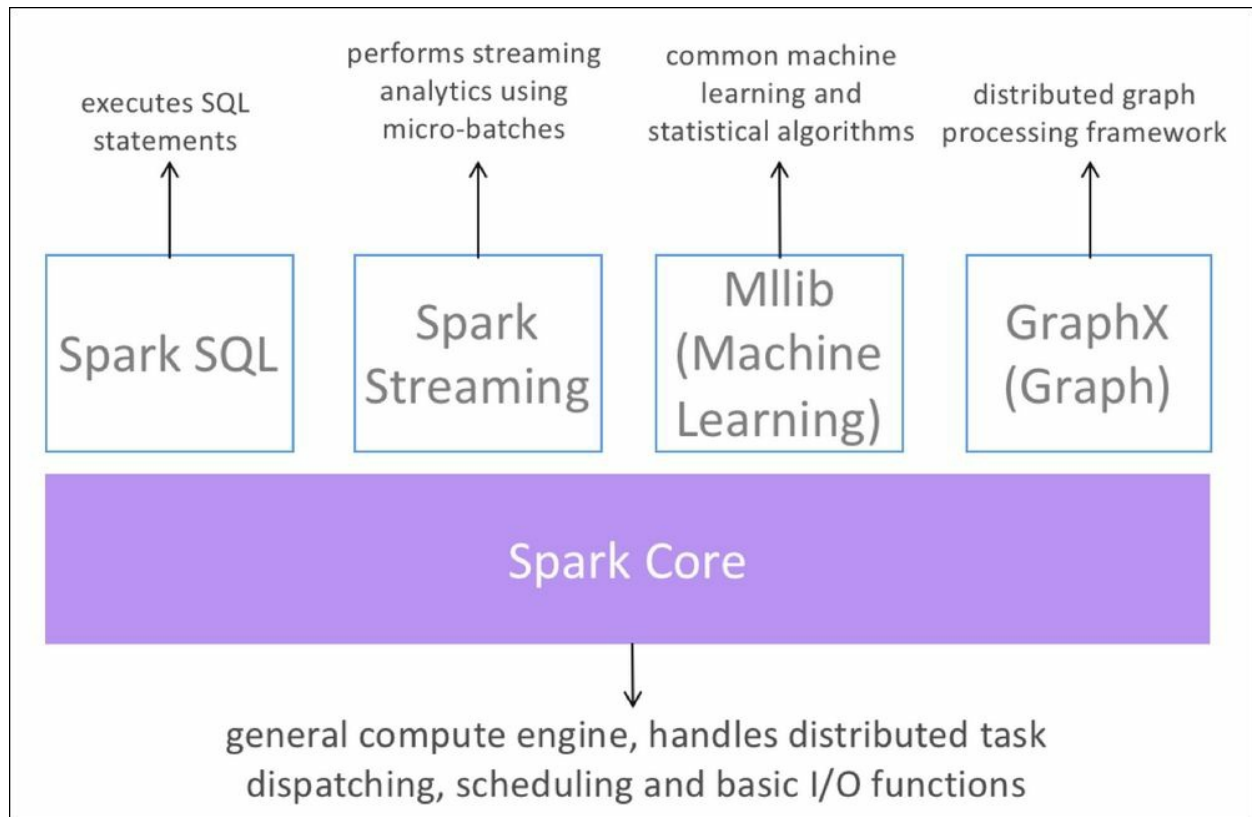 executes SQL
statements
performs streaming
analytics using
micro-batches
common machine
learning and
statistical algorithms
distributed graph
processing framework
Spark SQL
Spark
Streaming
Mllib
(Machine
Learning)
GraphX
(Graph)
Spark Core
general compute engine, handles distributed task
dispatching, scheduling and basic I/O functions